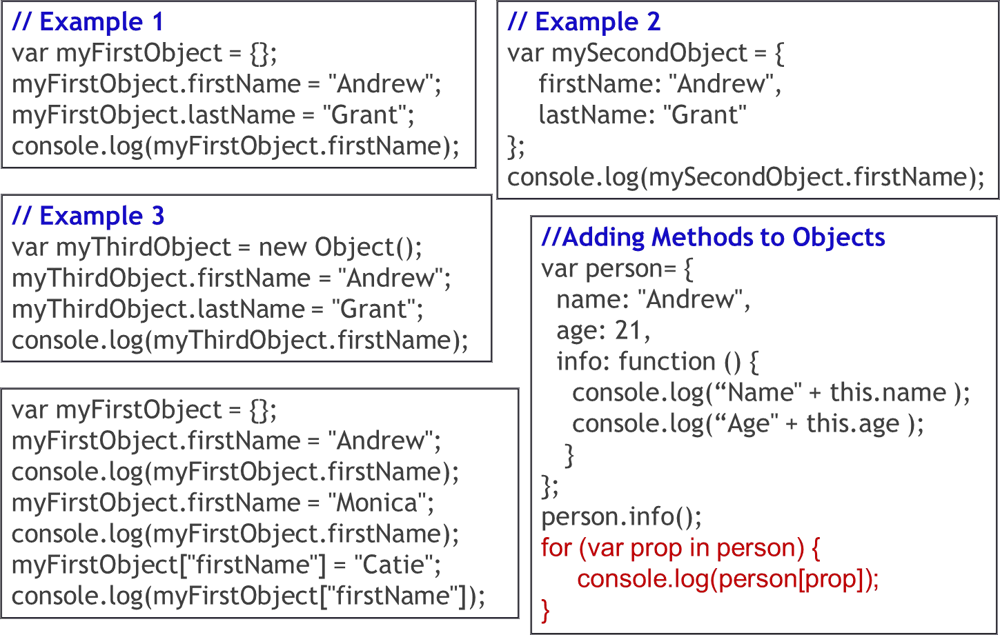 // Example 1
var myFirstObject = {};
myFirstObject.firstName = "Andrew";
myFirstObject.lastName = "Grant";
console.log(myFirstObject.firstName);
// Example 2
var mySecondObject = {
firstName: "Andrew",
lastName: "Grant"
};
console.log(mySecondObject.firstName);
// Example 3
var myThirdObject = new Object();
myThirdObject.firstName = "Andrew";
myThirdObject.lastName = "Grant";
console.log(myThirdObject.firstName);
var myFirstObject = {};
myFirstObject.firstName = "Andrew";
console.log(myFirstObject.firstName);
myFirstObject.firstName = "Monica";
console.log(myFirstObject.firstName);
myFirstObject["firstName"] = "Catie";
console.log(myFirstObject["firstName"]);
//Adding Methods to Objects
var person= {
name: "Andrew",
age: 21,
info: function () {
console.log(“Name" + this.name );
console.log(“Age" + this.age );
}
};
person.info();
for (var prop in person) {
console.log(person[prop]);
}